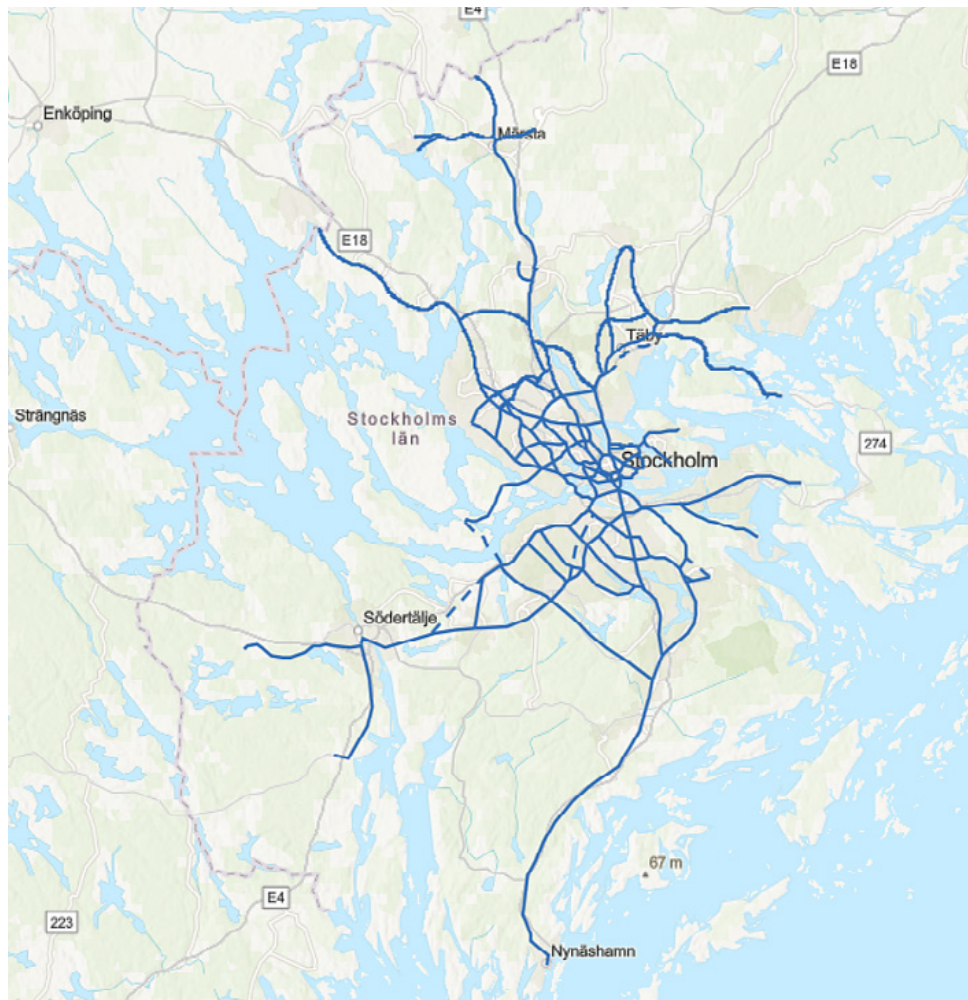 E4
E18
Enköping
Märsta
E18
Täby
Strängnäs
Stockholms
län
274
Stockholm
Södertälje
67 m
E4
223
Nynäshamn